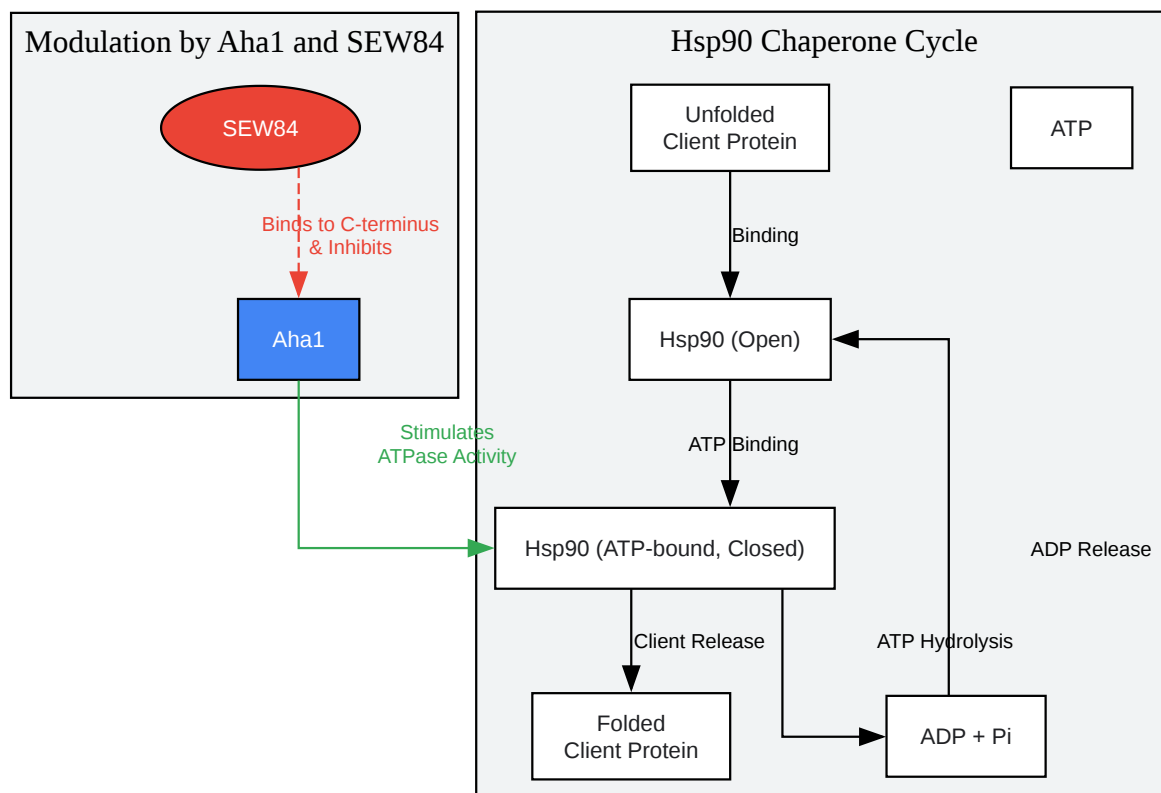 Modulation by Aha1 and SEW84
SEW84
Binds to C-terminus
& Inhibits
Aha1
Stimulates
ATPase Activity
Hsp90 Chaperone Cycle
Unfolded
Client Protein
ATP
Binding
Hsp90 (Open)
ATP Binding
Hsp90 (ATP-bound, Closed)
ADP Release
Client Release
ATP Hydrolysis
Folded
Client Protein
ADP + Pi